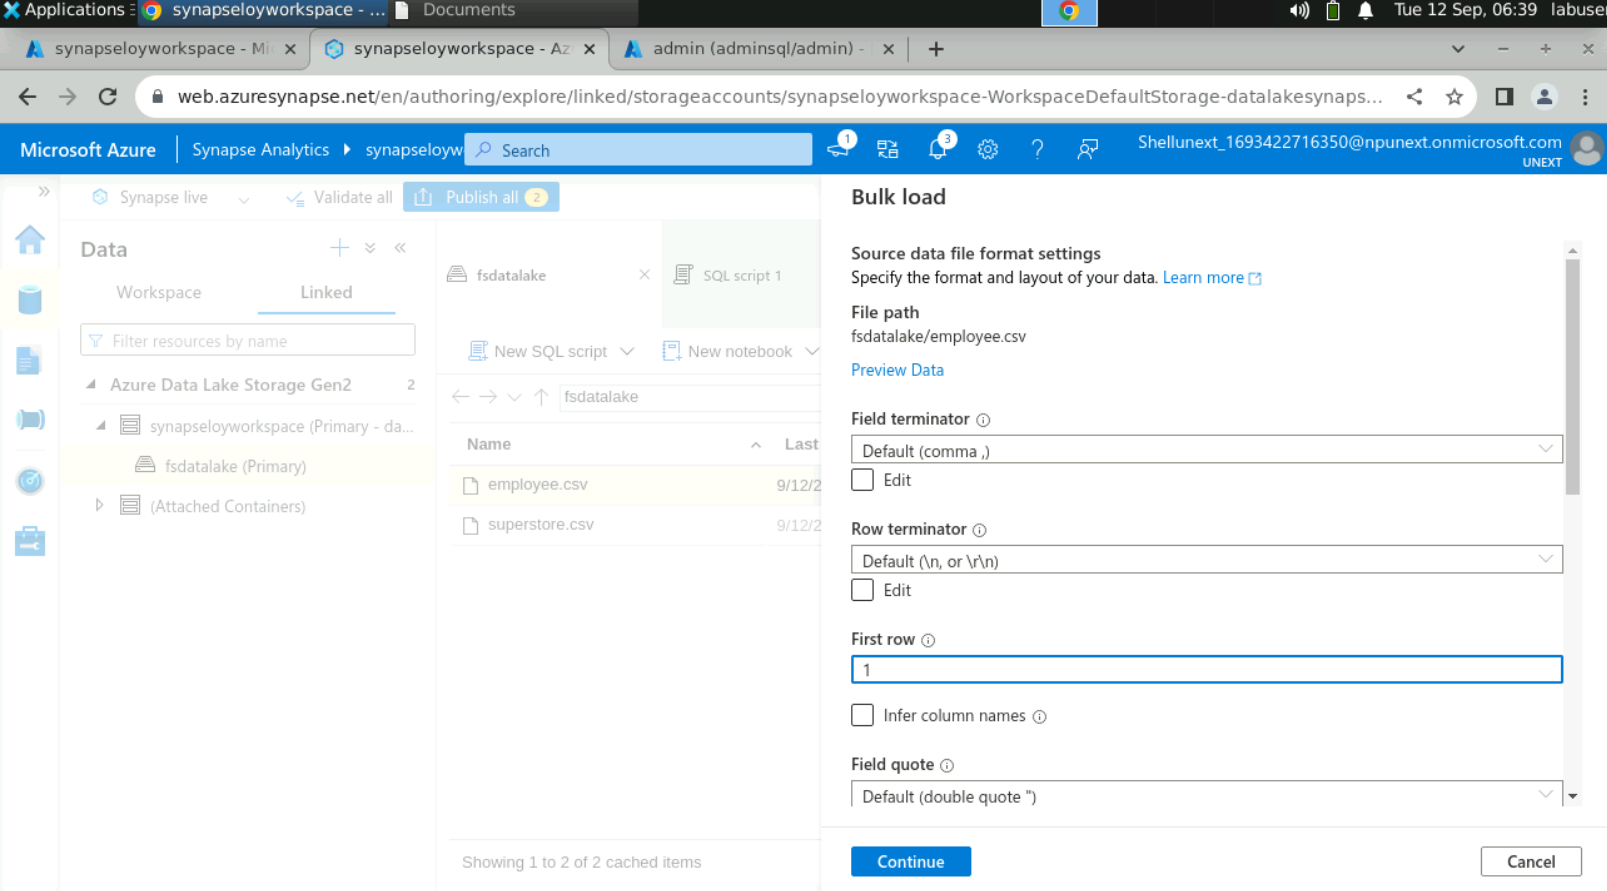 Applications
synapseloyworkspace - ...
Documents
Tue 12 Sep, 06:39
labuser
synapseloyworkspace - Mi
synapseloyworkspace - Az
admin (adminsql/admin) -
web.azuresynapse.net/en/authoring/explore/linked/storageaccounts/synapseloyworkspace-WorkspaceDefaultStorage-datalakesynaps...
Microsoft Azure
Synapse Analytics
synapseloyw
Search
1
3
Shellunext_1693422716350@npunext.onmicrosoft.com
UNEXT
Synapse live
Validate all
Publish all
2
Data
Workspace
Linked
Filter resources by name
Azure Data Lake Storage Gen2
2
synapseloyworkspace (Primary - da...
fsdatalake (Primary)
(Attached Containers)
fsdatalake
SQL script 1
New SQL script
New notebook
fsdatalake
Name
Last
employee.csv
9/12/2
superstore.csv
9/12/2
Showing 1 to 2 of 2 cached items
Bulk load
Source data file format settings
Specify the format and layout of your data. Learn more
File path
fsdatalake/employee.csv
Preview Data
Field terminator
Default (comma ,)
Edit
Row terminator
Default (\n, or \r\n)
Edit
First row
1
Infer column names
Field quote
Default (double quote ")
Continue
Cancel